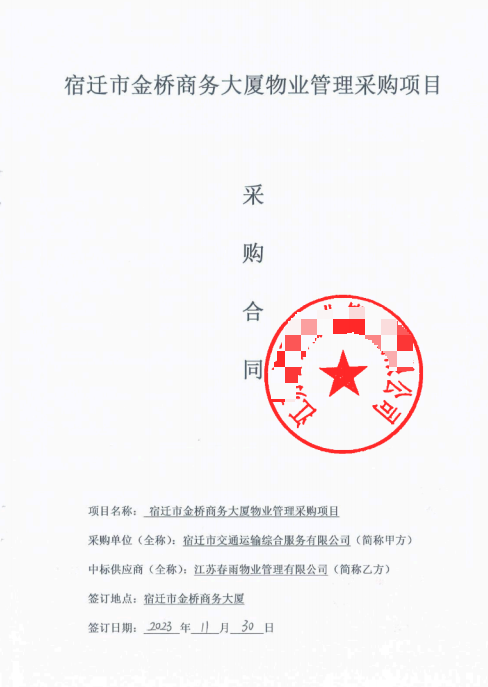 宿迁市金桥商务大厦物业管理采购项目
采
购
合
同
江
公司
项目名称：宿迁市金桥商务大厦物业管理采购项目
采购单位（全称）：宿迁市交通运输综合服务有限公司（简称甲方）
中标供应商（全称）：江苏春雨物业管理有限公司（简称乙方）
签订地点：宿迁市金桥商务大厦
签订日期：2023 年 11 月 30 日